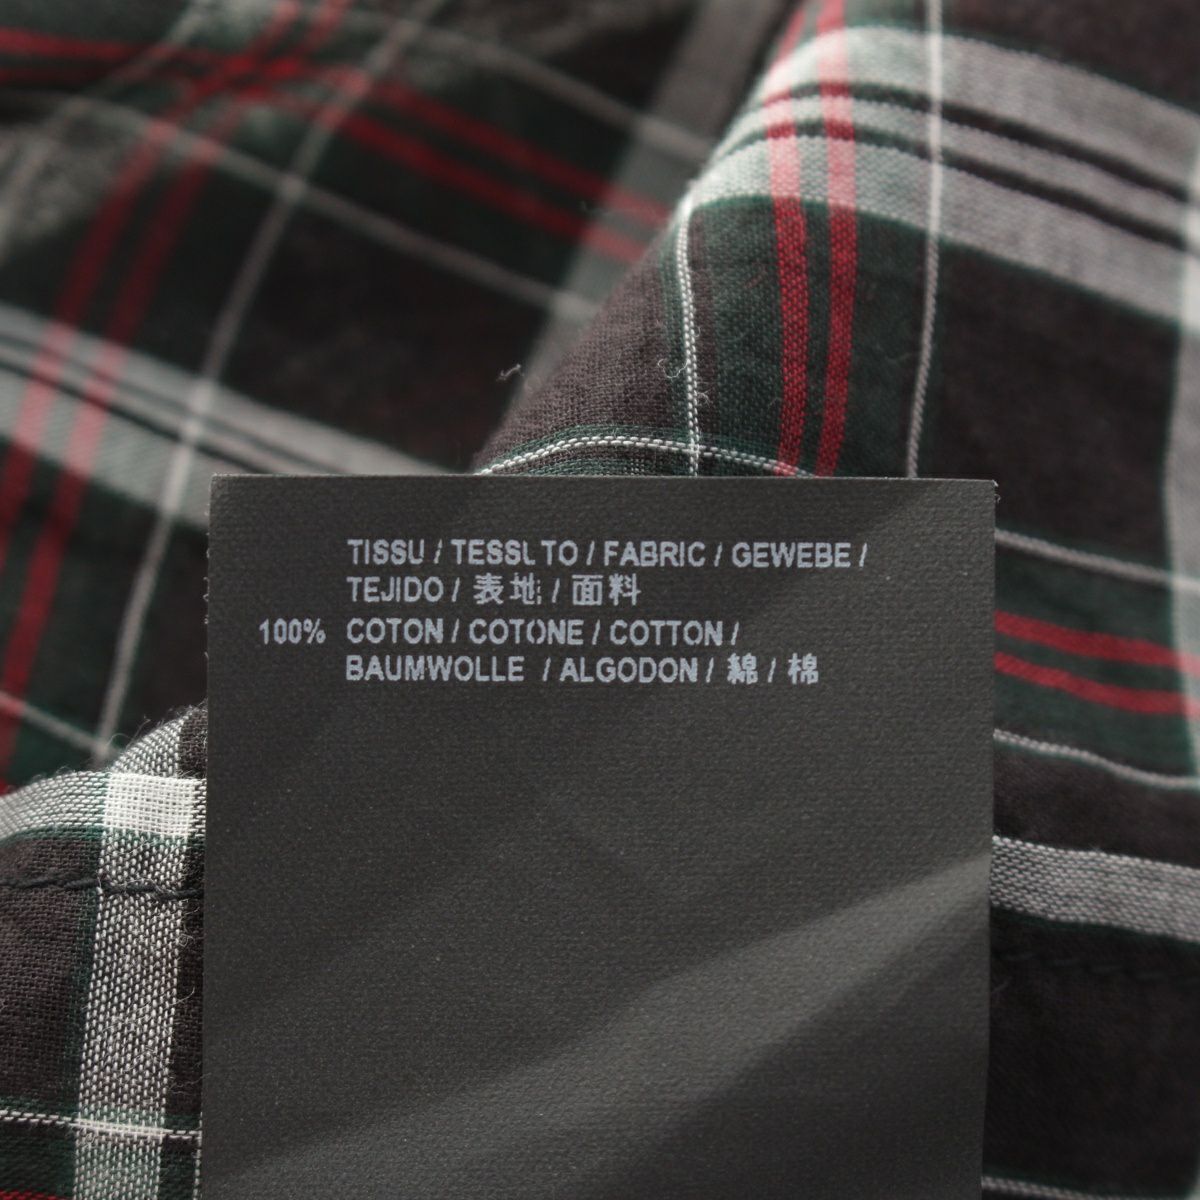 TISSU / TESSUTO / FABRIC / GEWEBE /
TEJIDO / 表地 / 面料
100% COTON / COTONE / COTTON /
BAUMWOLLE / ALGODON / 綿 / 棉